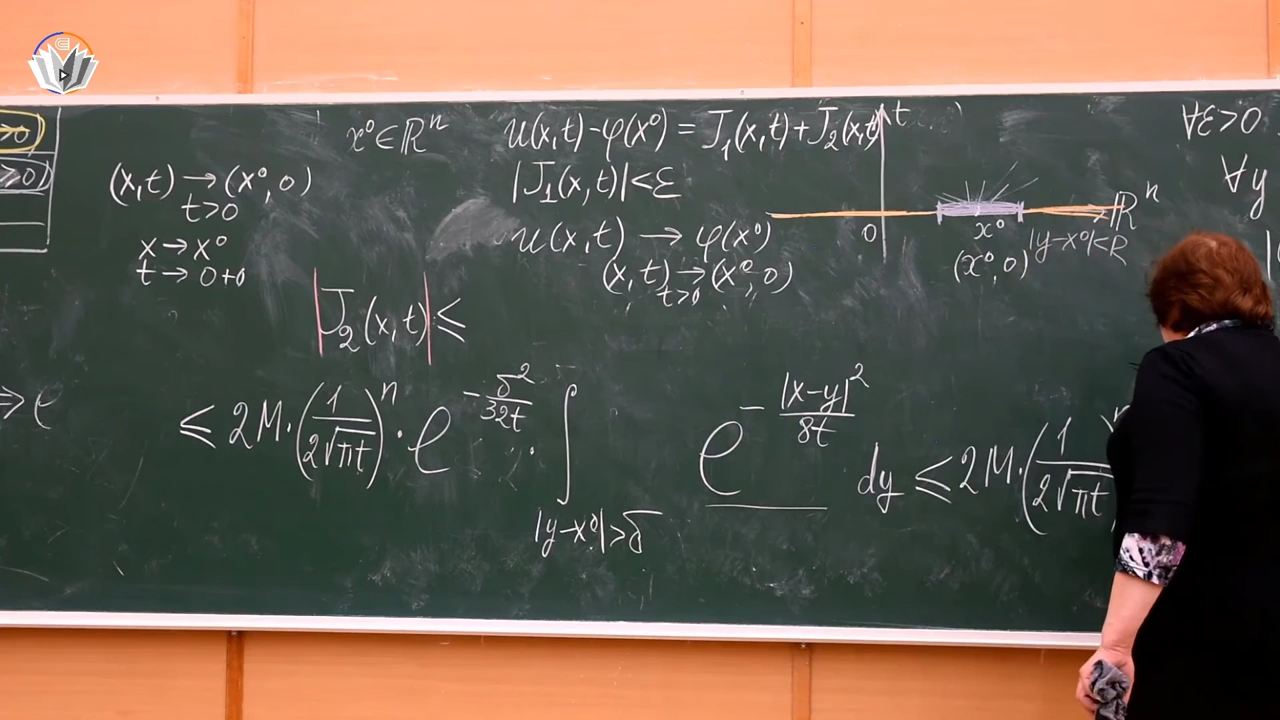 x⁰ ∈ ℝⁿ
u(x,t) - φ(x⁰) = J₁(x,t) + J₂(x,t)
t
∀ε>0
>0
≥0)
(x,t) → (x⁰,0)
t>0
|J₁(x,t)| < ε
∀y
x → x⁰
t → 0+0
u(x,t) → φ(x⁰)
(x,t) → (x⁰,0)
t>0
0
x⁰
ℝⁿ
(x⁰,0)
|y-x⁰|<R
|J₂(x,t)| ≤
⇒ e
≤ 2M·(1/(2√πt))ⁿ · e^(-δ²/32t) ∫_{|y-x⁰|>δ} e^(-|x-y|²/8t) dy ≤ 2M·(1/(2√πt